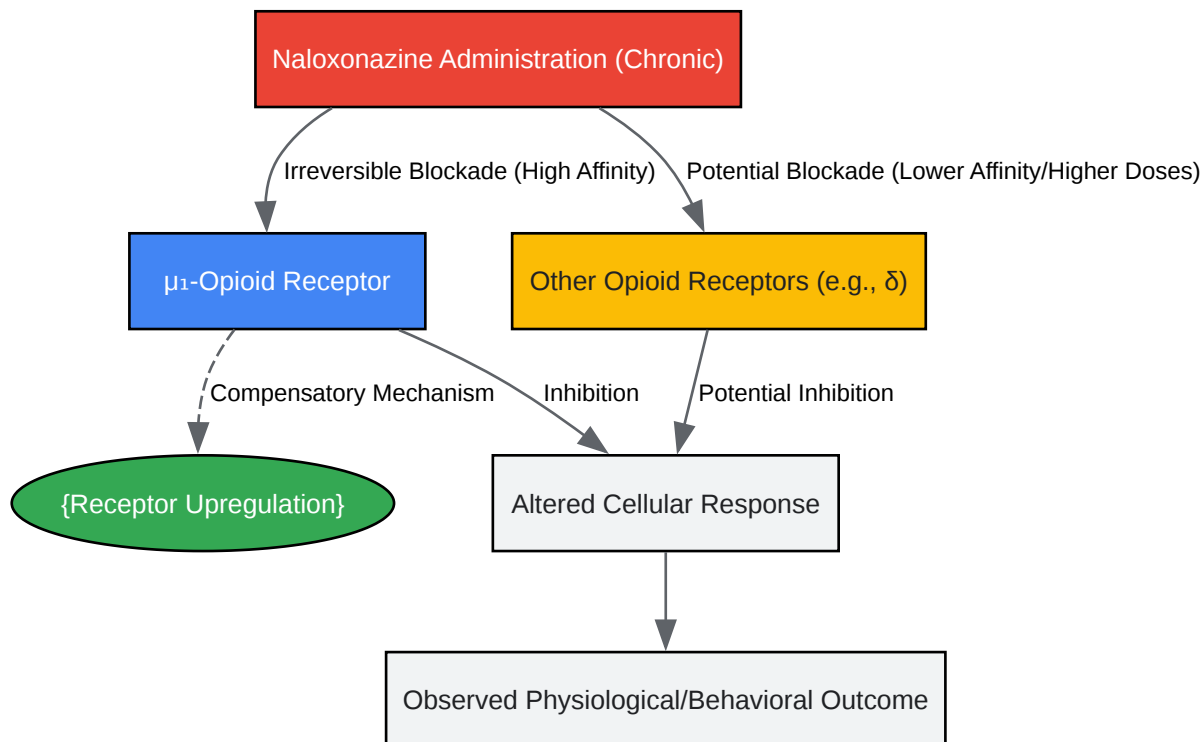 Naloxonazine Administration (Chronic)
Irreversible Blockade (High Affinity)
Potential Blockade (Lower Affinity/Higher Doses)
μ₁-Opioid Receptor
Other Opioid Receptors (e.g., δ)
Compensatory Mechanism
Inhibition
Potential Inhibition
{Receptor Upregulation}
Altered Cellular Response
Observed Physiological/Behavioral Outcome